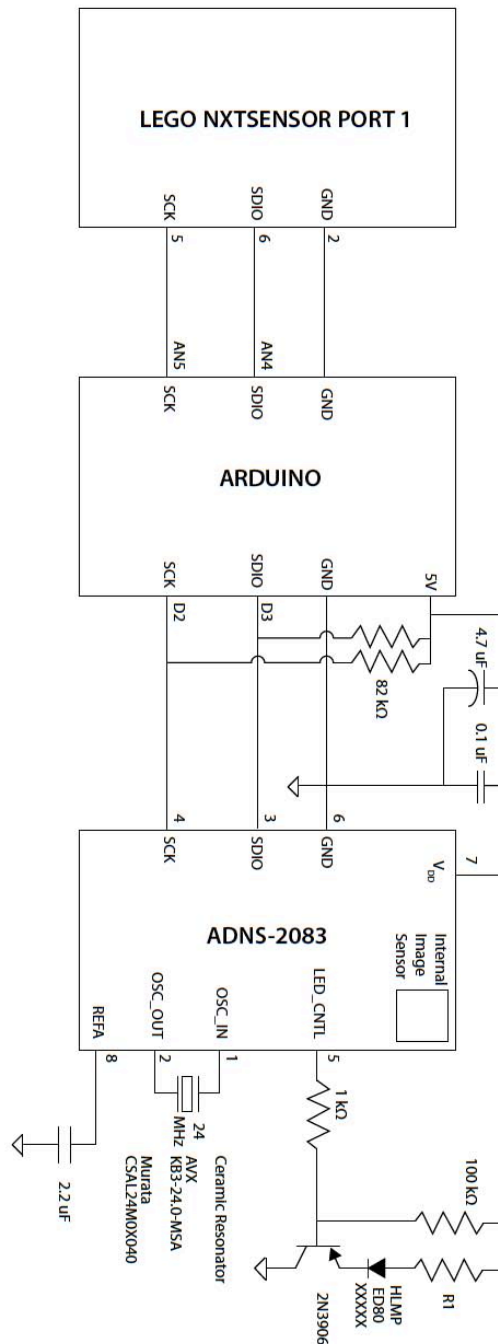 LEGO NXTSENSOR PORT 1
SCK
SDIO
GND
5
6
2
AN5
AN4
SCK
SDIO
GND
ARDUINO
SCK
SDIO
GND
5V
D2
D3
82 kΩ
4.7 uF
0.1 uF
4
3
6
7
SCK
SDIO
GND
VDD
ADNS-2083
Internal
Image
Sensor
REFA
OSC_OUT
OSC_IN
LED_CNTL
8
2
1
5
2.2 uF
24
MHz
Ceramic Resonator
AVX
KB3-24.0-MSA
Murata
CSAL24M0X040
1 kΩ
100 kΩ
R1
HLMP
ED80
XXXXX
2N3906